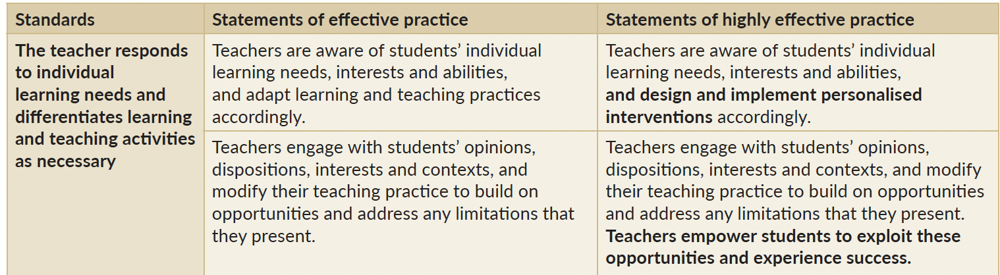 Standards
Statements of effective practice
Statements of highly effective practice
The teacher responds
to individual
learning needs and
differentiates learning
and teaching activities
as necessary
Teachers are aware of students’ individual
learning needs, interests and abilities,
and adapt learning and teaching practices
accordingly.
Teachers are aware of students’ individual
learning needs, interests and abilities,
and design and implement personalised
interventions accordingly.
Teachers engage with students’ opinions,
dispositions, interests and contexts, and
modify their teaching practice to build on
opportunities and address any limitations that
they present.
Teachers engage with students’ opinions,
dispositions, interests and contexts, and modify
their teaching practice to build on opportunities
and address any limitations that they present.
Teachers empower students to exploit these
opportunities and experience success.